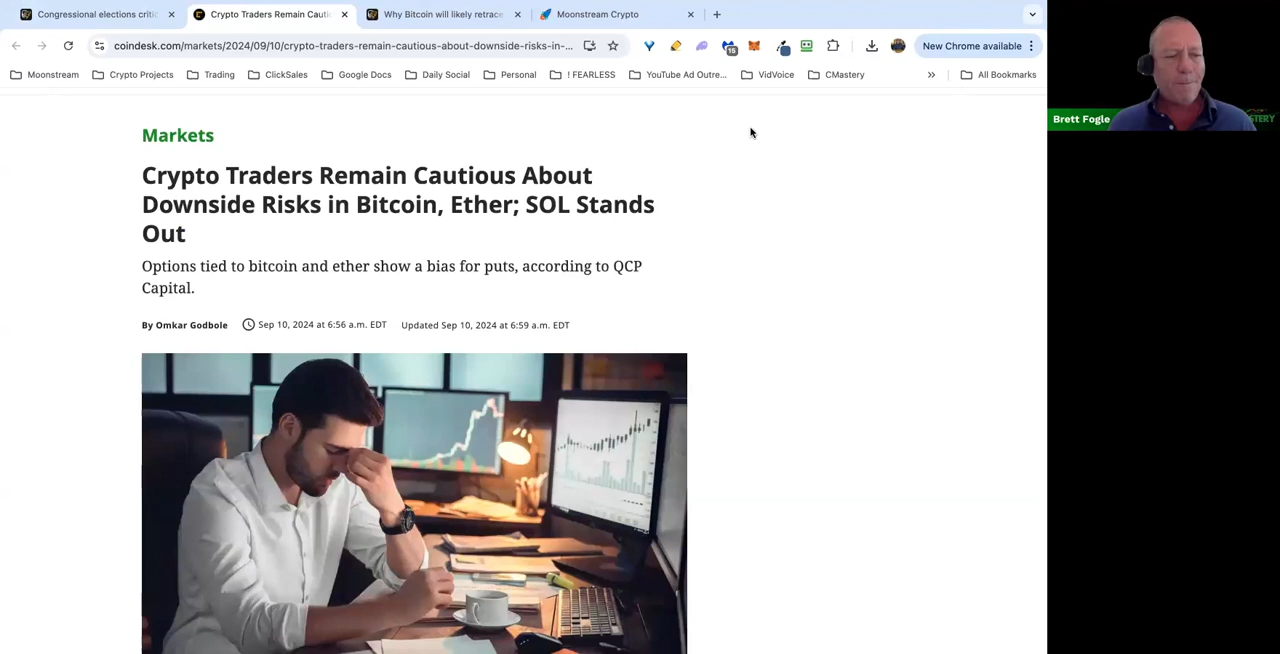 Congressional elections critic
Crypto Traders Remain Cauti
Why Bitcoin will likely retrace
Moonstream Crypto
coindesk.com/markets/2024/09/10/crypto-traders-remain-cautious-about-downside-risks-in-...
15
New Chrome available
Moonstream
Crypto Projects
Trading
ClickSales
Google Docs
Daily Social
Personal
! FEARLESS
YouTube Ad Outre...
VidVoice
CMastery
»
All Bookmarks
Brett Fogle
STERY
Markets
Crypto Traders Remain Cautious About
Downside Risks in Bitcoin, Ether; SOL Stands
Out
Options tied to bitcoin and ether show a bias for puts, according to QCP
Capital.
By Omkar Godbole
Sep 10, 2024 at 6:56 a.m. EDT
Updated Sep 10, 2024 at 6:59 a.m. EDT